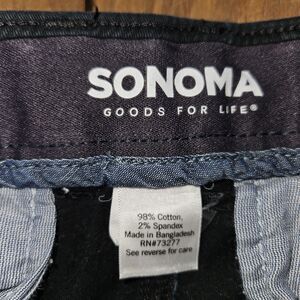 SONOMA
GOODS FOR LIFE®
98% Cotton,
2% Spandex
Made in Bangladesh
RN#73277
See reverse for care